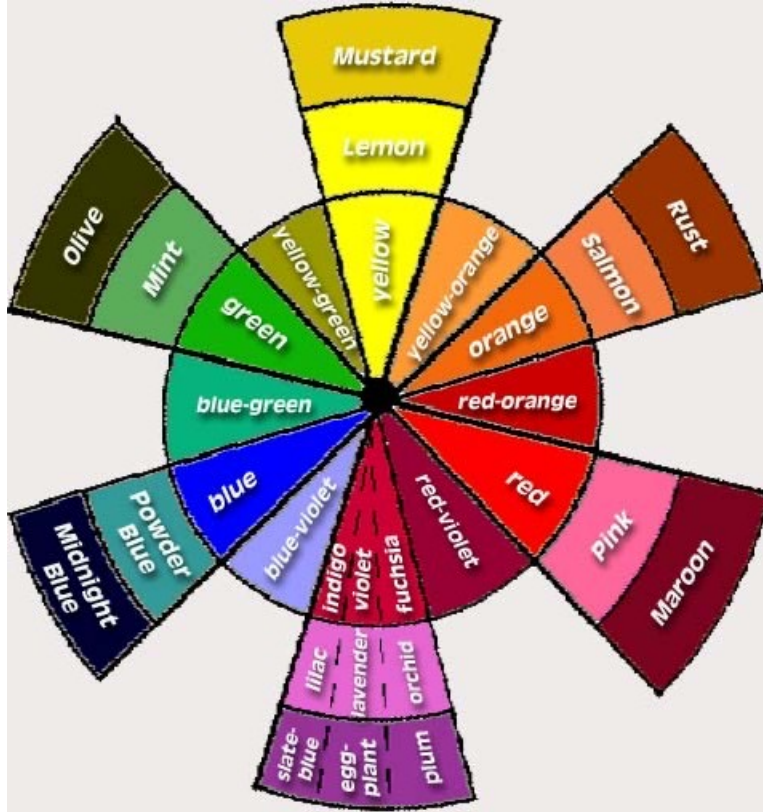 Mustard
Lemon
yellow
yellow-green
yellow-orange
Olive
Mint
green
orange
Salmon
Rust
blue-green
red-orange
blue
Powder
Blue
Midnight
Blue
blue-violet
indigo
violet
fuchsia
red-violet
red
Pink
Maroon
lilac
lavender
orchid
slate-
blue
egg-
plant
plum